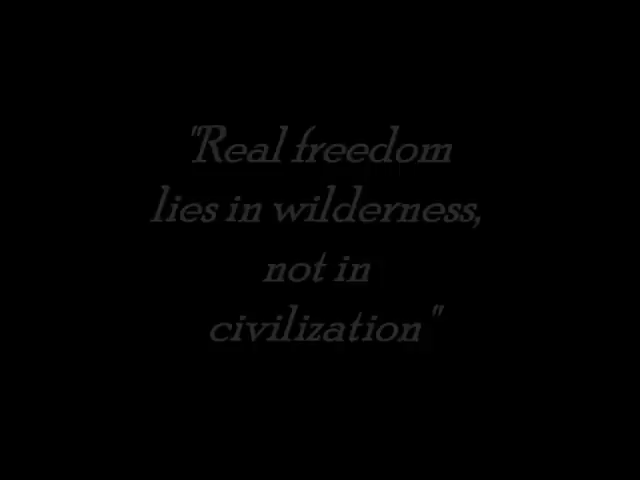 "Real freedom
lies in wilderness,
not in
civilization"